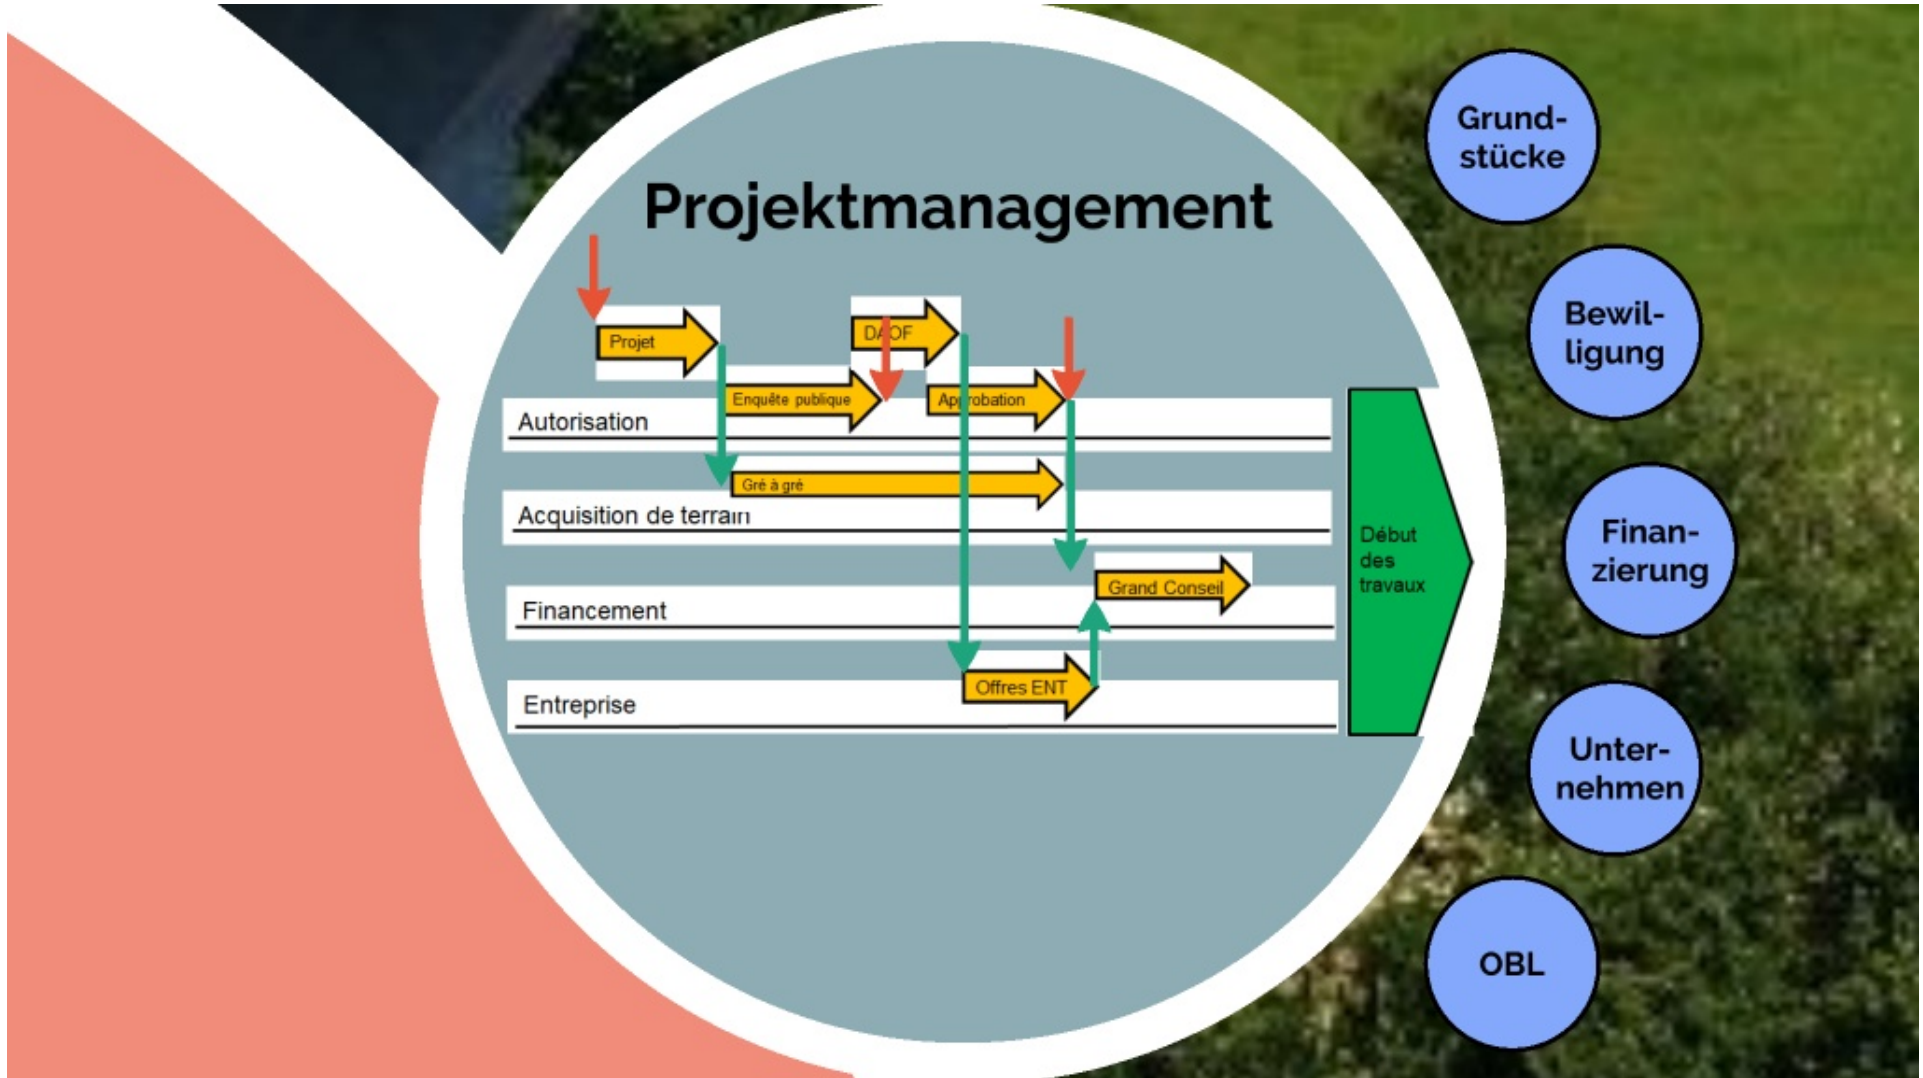 Projektmanagement
Projet
DAOF
Enquête publique
Approbation
Autorisation
Gré à gré
Acquisition de terrain
Grand Conseil
Financement
Offres ENT
Entreprise
Début
des
travaux
Grund-
stücke
Bewil-
ligung
Finan-
zierung
Unter-
nehmen
OBL